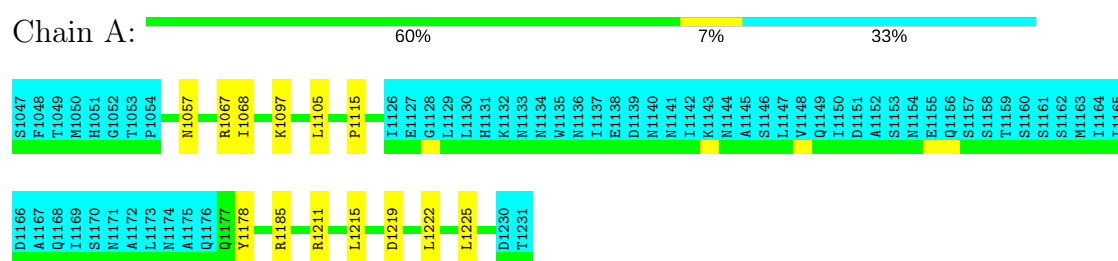 Chain A:
60% 7% 33%
S1047 F1048 T1049 M1050 H1051 G1052 T1053 P1054 N1057 R1067 I1068 K1097 L1105 P1115 I1126 E1127 G1128 L1129 L1130 H1131 K1132 N1133 N1134 W1135 N1136 I1137 E1138 D1139 N1140 N1141 I1142 K1143 N1144 A1145 S1146 L1147 V1148 Q1149 I1150 D1151 A1152 S1153 N1154 E1155 Q1156 S1157 S1158 T1159 S1160 S1161 S1162 M1163 I1164 I1165
D1166 A1167 Q1168 I1169 S1170 N1171 A1172 L1173 N1174 A1175 Q1176 Q1177 Y1178 R1185 R1211 L1215 D1219 L1222 L1225 D1230 T1231